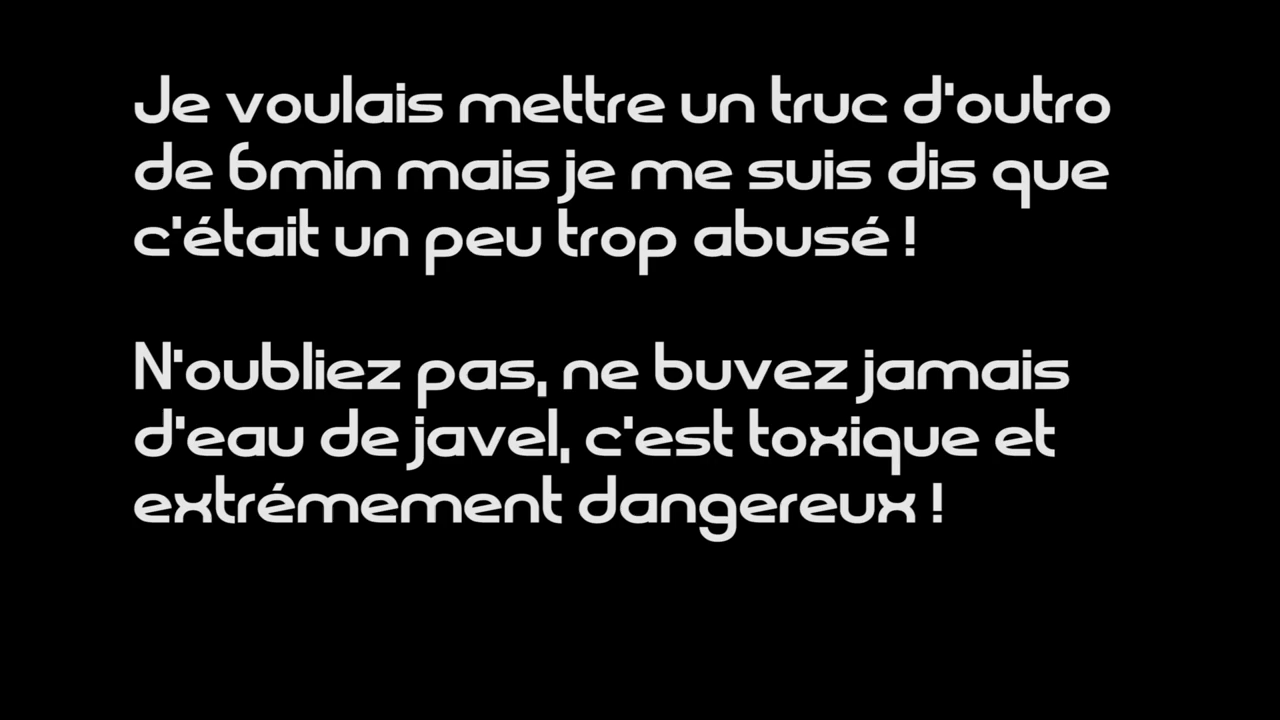 Je voulais mettre un truc d'outro
de 6min mais je me suis dis que
c'était un peu trop abusé !
N'oubliez pas, ne buvez jamais
d'eau de javel, c'est toxique et
extrémement dangereux !